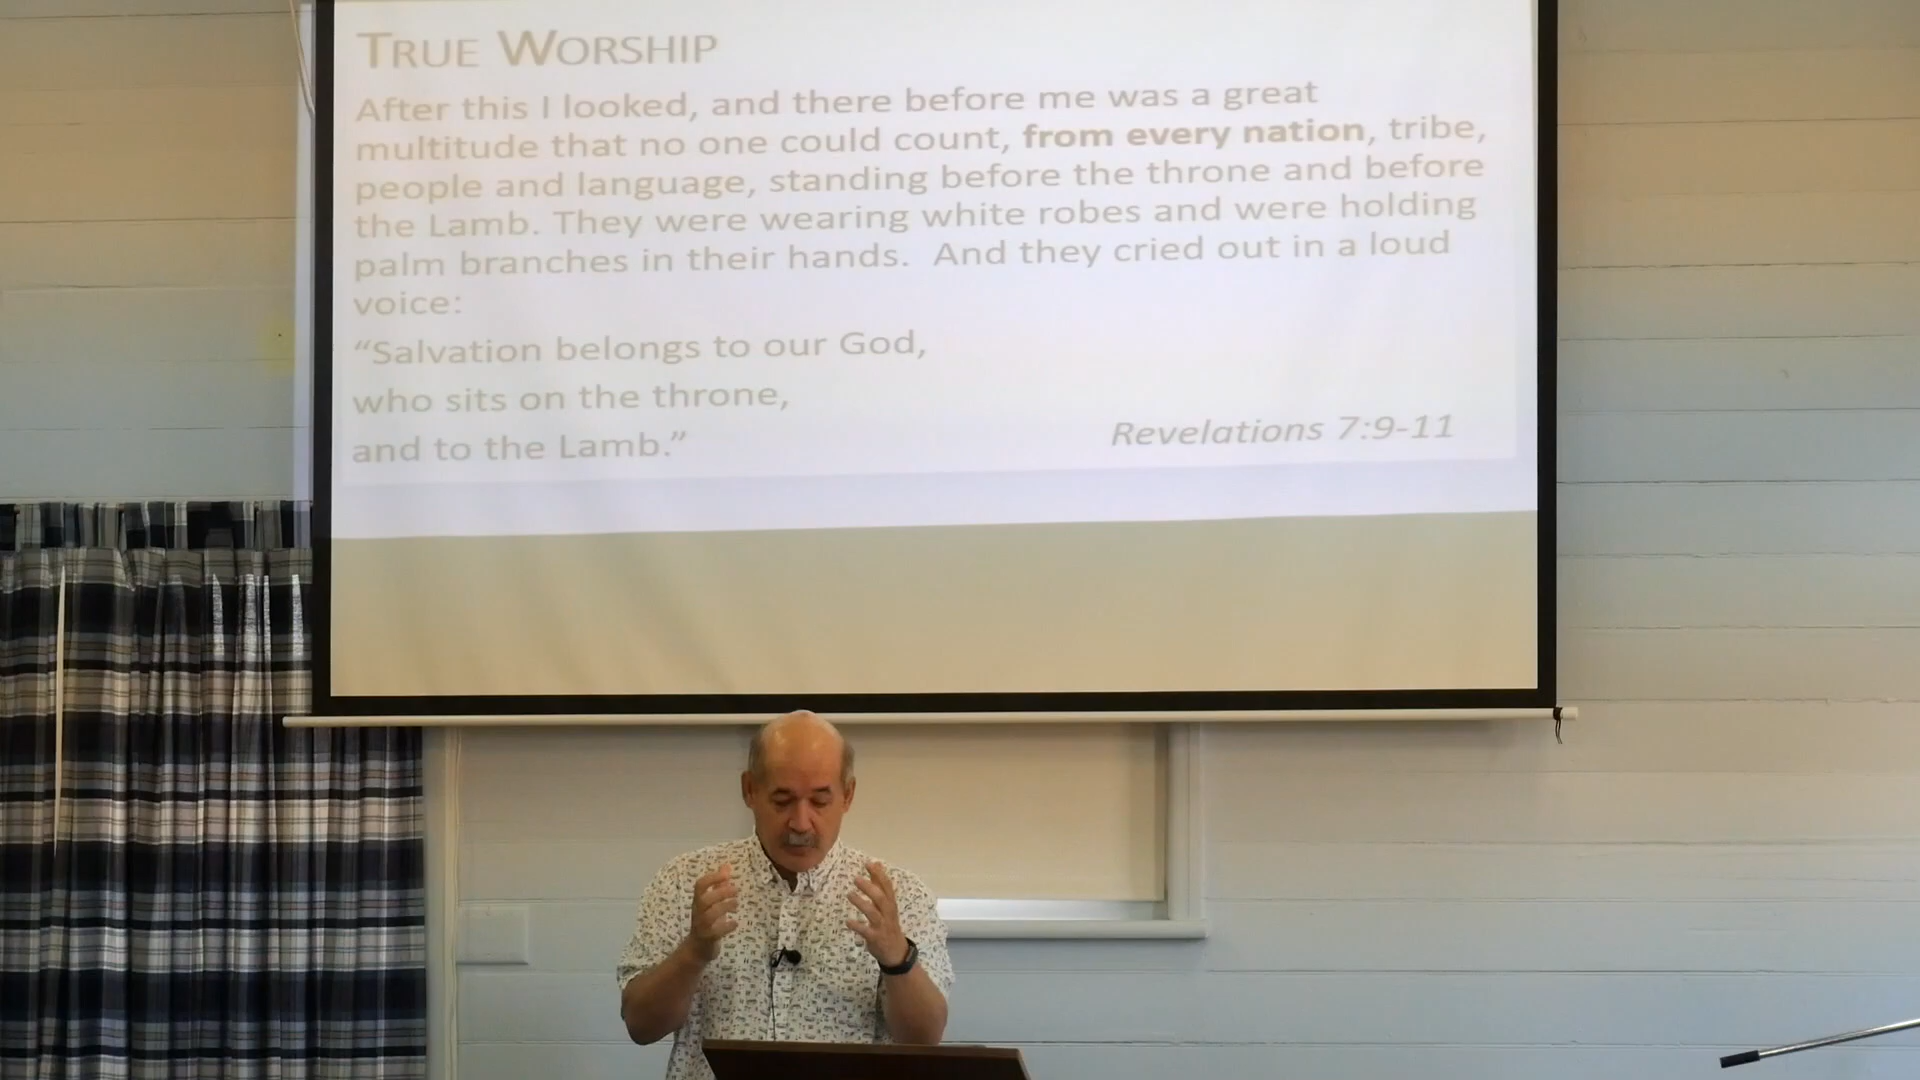 TRUE WORSHIP
After this I looked, and there before me was a great
multitude that no one could count, from every nation, tribe,
people and language, standing before the throne and before
the Lamb. They were wearing white robes and were holding
palm branches in their hands.  And they cried out in a loud
voice:
“Salvation belongs to our God,
who sits on the throne,
and to the Lamb.”
Revelations 7:9-11